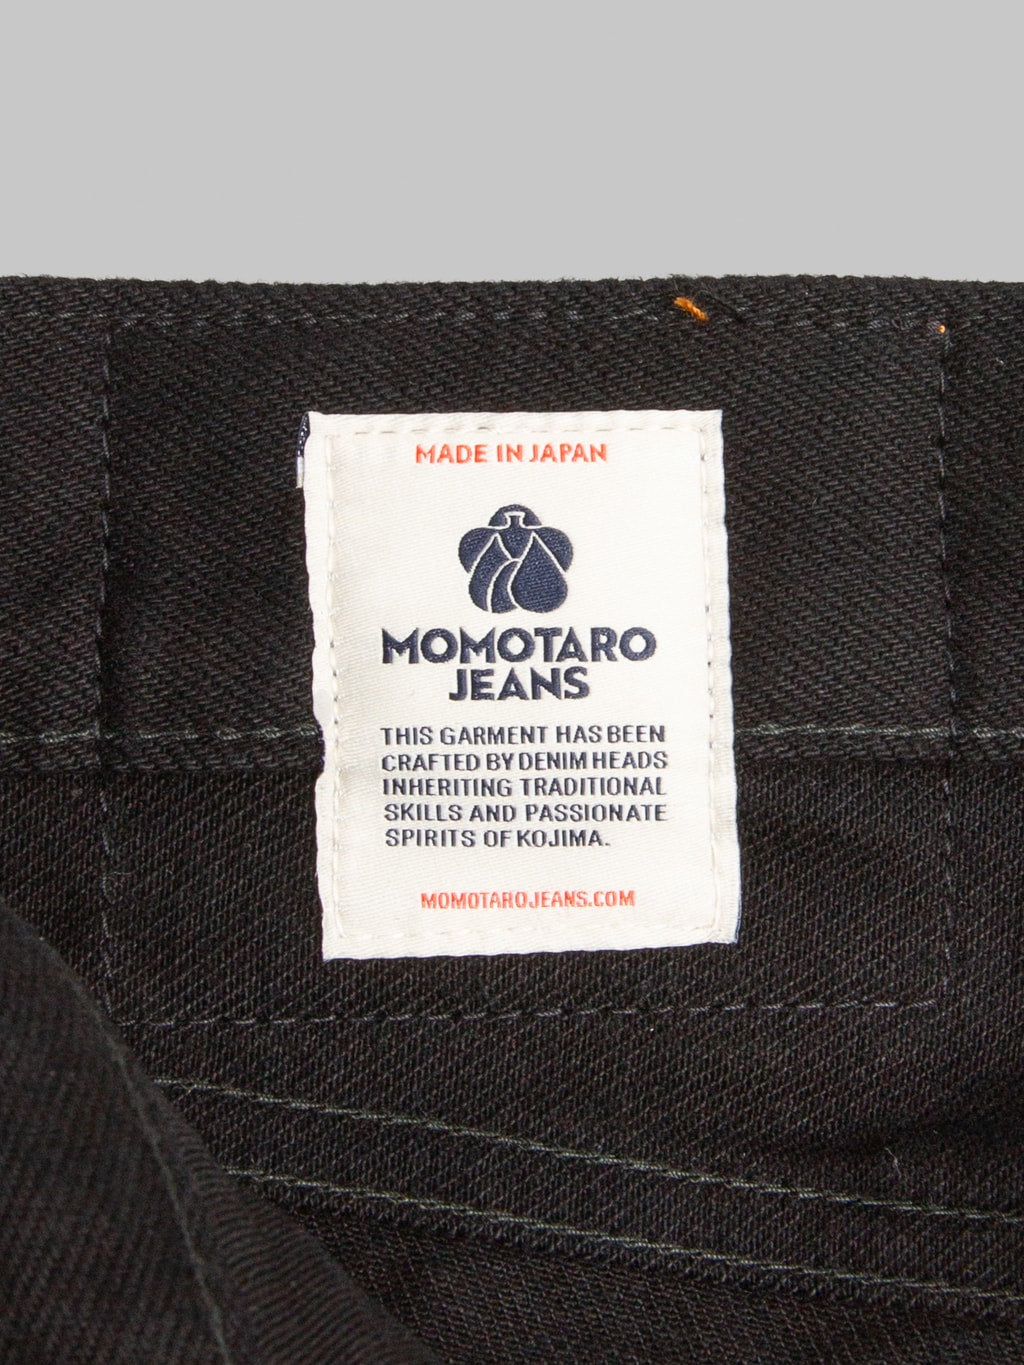 MADE IN JAPAN
MOMOTARO
JEANS
THIS GARMENT HAS BEEN
CRAFTED BY DENIM HEADS
INHERITING TRADITIONAL
SKILLS AND PASSIONATE
SPIRITS OF KOJIMA.
MOMOTAROJEANS.COM